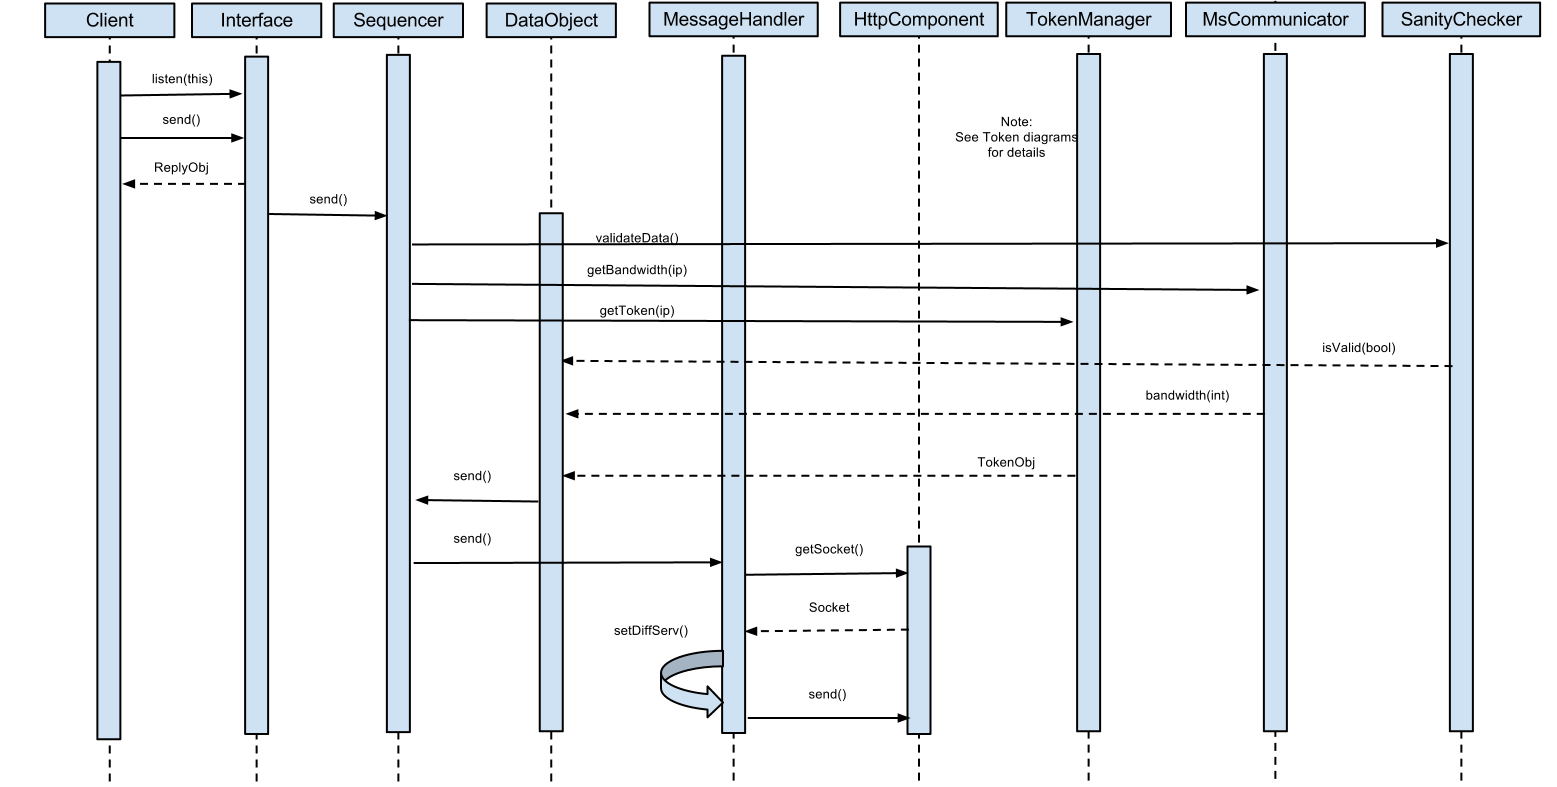 Client
Interface
Sequencer
DataObject
MessageHandler
HttpComponent
TokenManager
MsCommunicator
SanityChecker
listen(this)
send()
Note:
See Token diagrams
for details
ReplyObj
send()
validateData()
getBandwidth(ip)
getToken(ip)
isValid(bool)
bandwidth(int)
TokenObj
send()
send()
getSocket()
Socket
setDiffServ()
send()